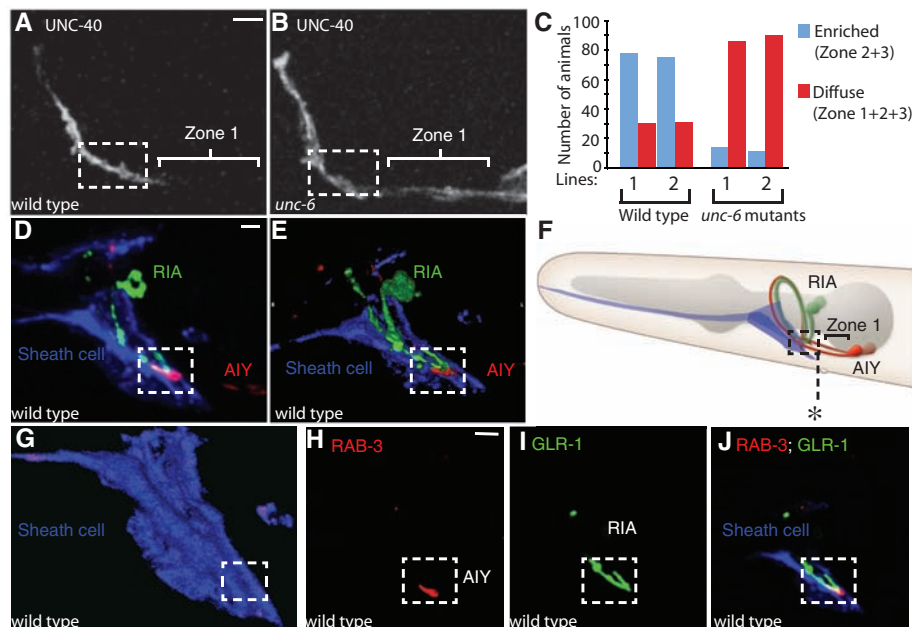 A UNC-40
Zone 1
wild type
B UNC-40
Zone 1
unc-6
C
Number of animals
100
80
60
40
20
0
Lines: 1 2 1 2
Wild type unc-6 mutants
Enriched
(Zone 2+3)
Diffuse
(Zone 1+2+3)
D
RIA
Sheath cell
AIY
wild type
E
RIA
Sheath cell
AIY
wild type
F
RIA
Zone 1
AIY
*
G
Sheath cell
wild type
H RAB-3
AIY
wild type
I GLR-1
RIA
wild type
J RAB-3; GLR-1
Sheath cell
wild type